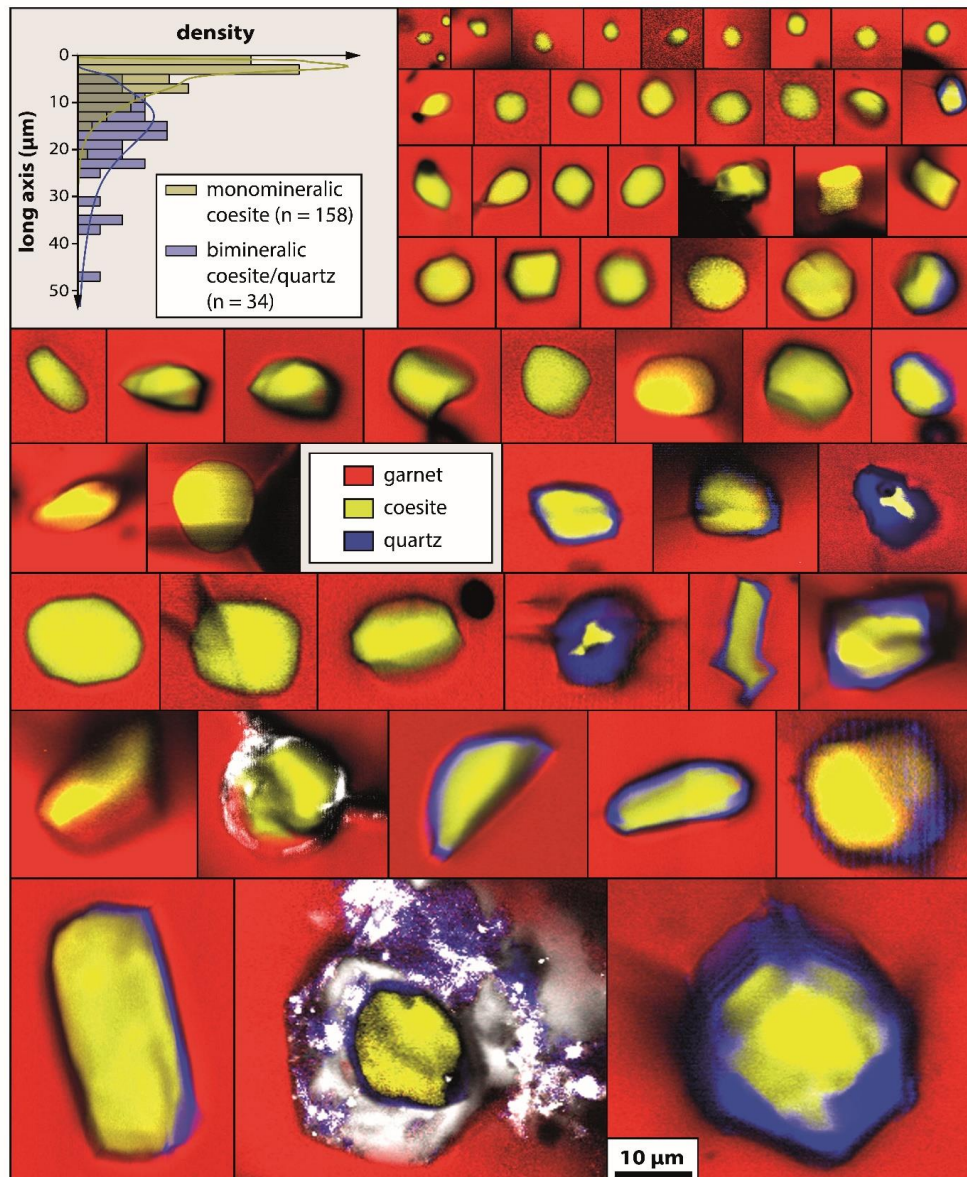 density
0
10
20
30
40
50
long axis [μm]
monomineralic
coesite (n = 158)
bimineralic
coesite/quartz
(n = 34)
garnet
coesite
quartz
10 μm